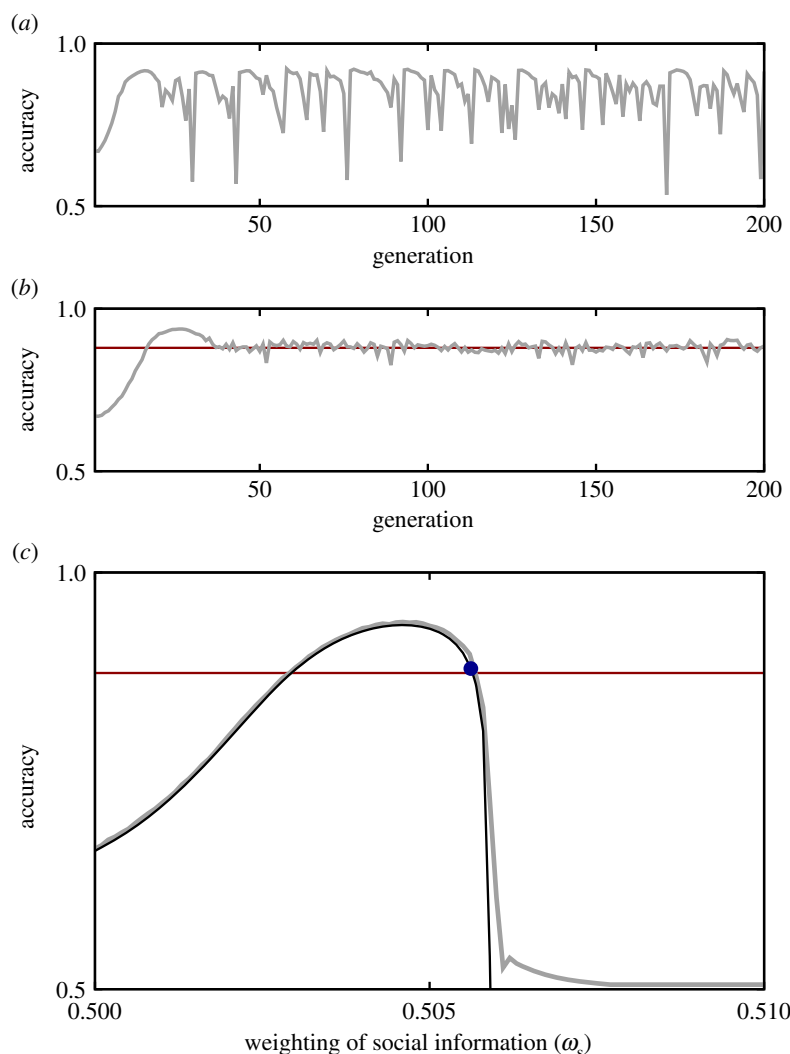 (a)
1.0
accuracy
0.5
50 100 150 200
generation
(b)
1.0
accuracy
0.5
50 100 150 200
generation
(c)
1.0
accuracy
0.5
0.500 0.505 0.510
weighting of social information (ωs)